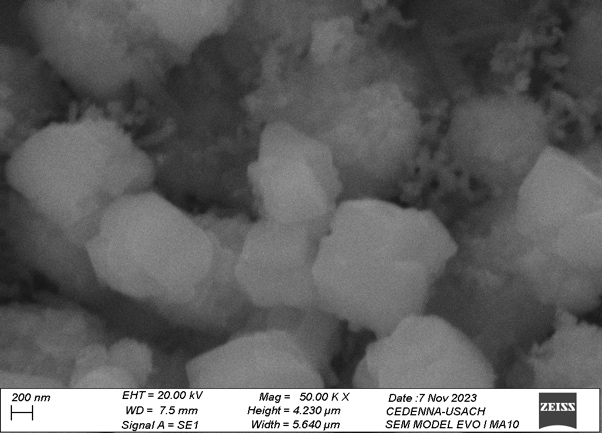 200 nm EHT = 20.00 kV Mag = 50.00 K X Date :7 Nov 2023
WD = 7.5 mm Height = 4.230 µm CEDENNA-USACH
Signal A = SE1 Width = 5.640 µm SEM MODEL EVO I MA10
ZEISS